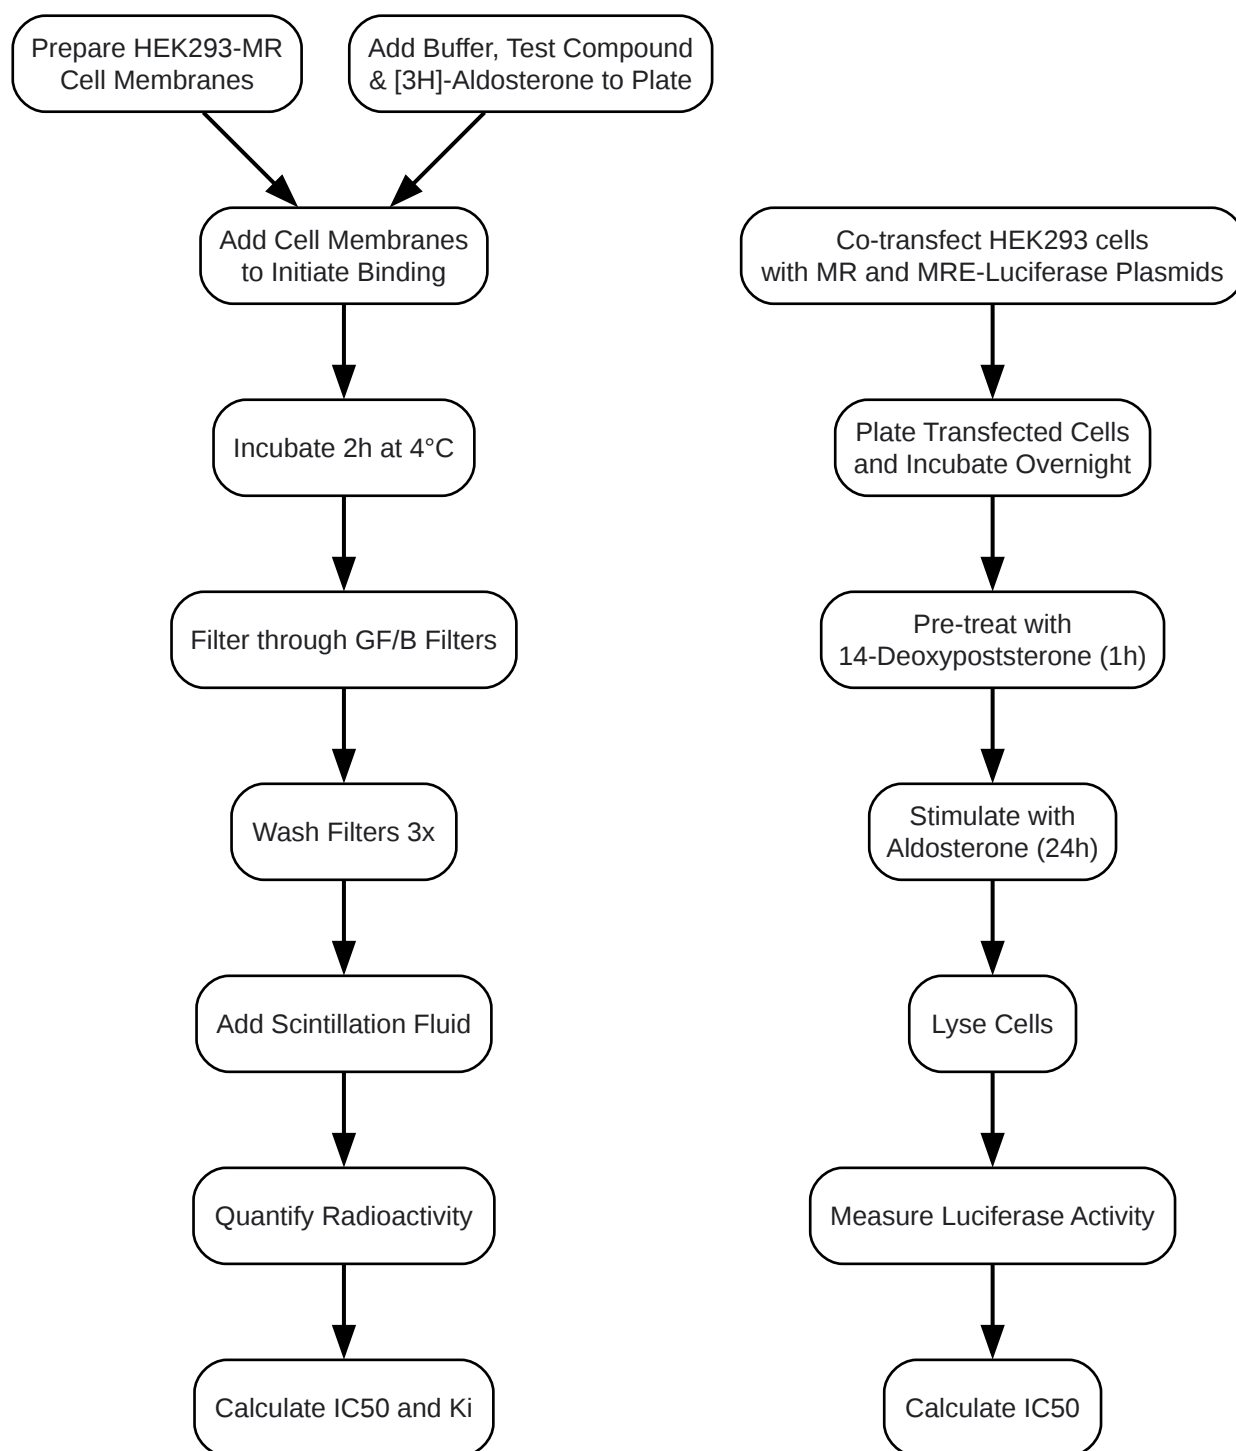 Prepare HEK293-MR
Cell Membranes
Add Buffer, Test Compound
& [3H]-Aldosterone to Plate
Add Cell Membranes
to Initiate Binding
Incubate 2h at 4°C
Filter through GF/B Filters
Wash Filters 3x
Add Scintillation Fluid
Quantify Radioactivity
Calculate IC50 and Ki
Co-transfect HEK293 cells
with MR and MRE-Luciferase Plasmids
Plate Transfected Cells
and Incubate Overnight
Pre-treat with
14-Deoxypoststerone (1h)
Stimulate with
Aldosterone (24h)
Lyse Cells
Measure Luciferase Activity
Calculate IC50